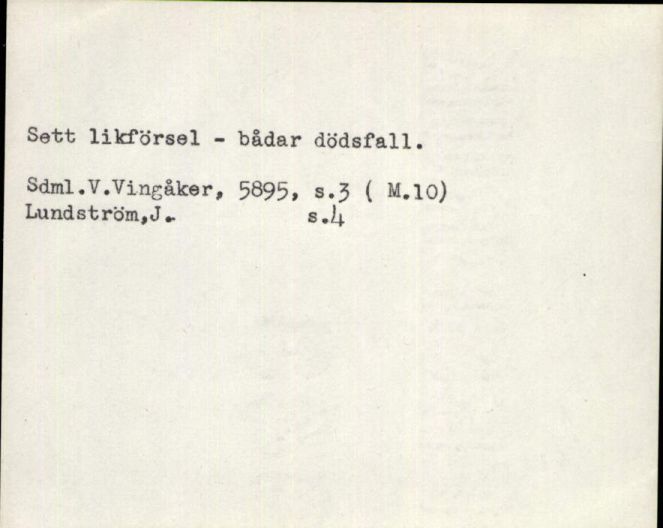 Sett likförsel - bådar dödsfall.
Sdml.V.Vingåker, 5895, s.3 ( M.10)
Lundström,J. s.4